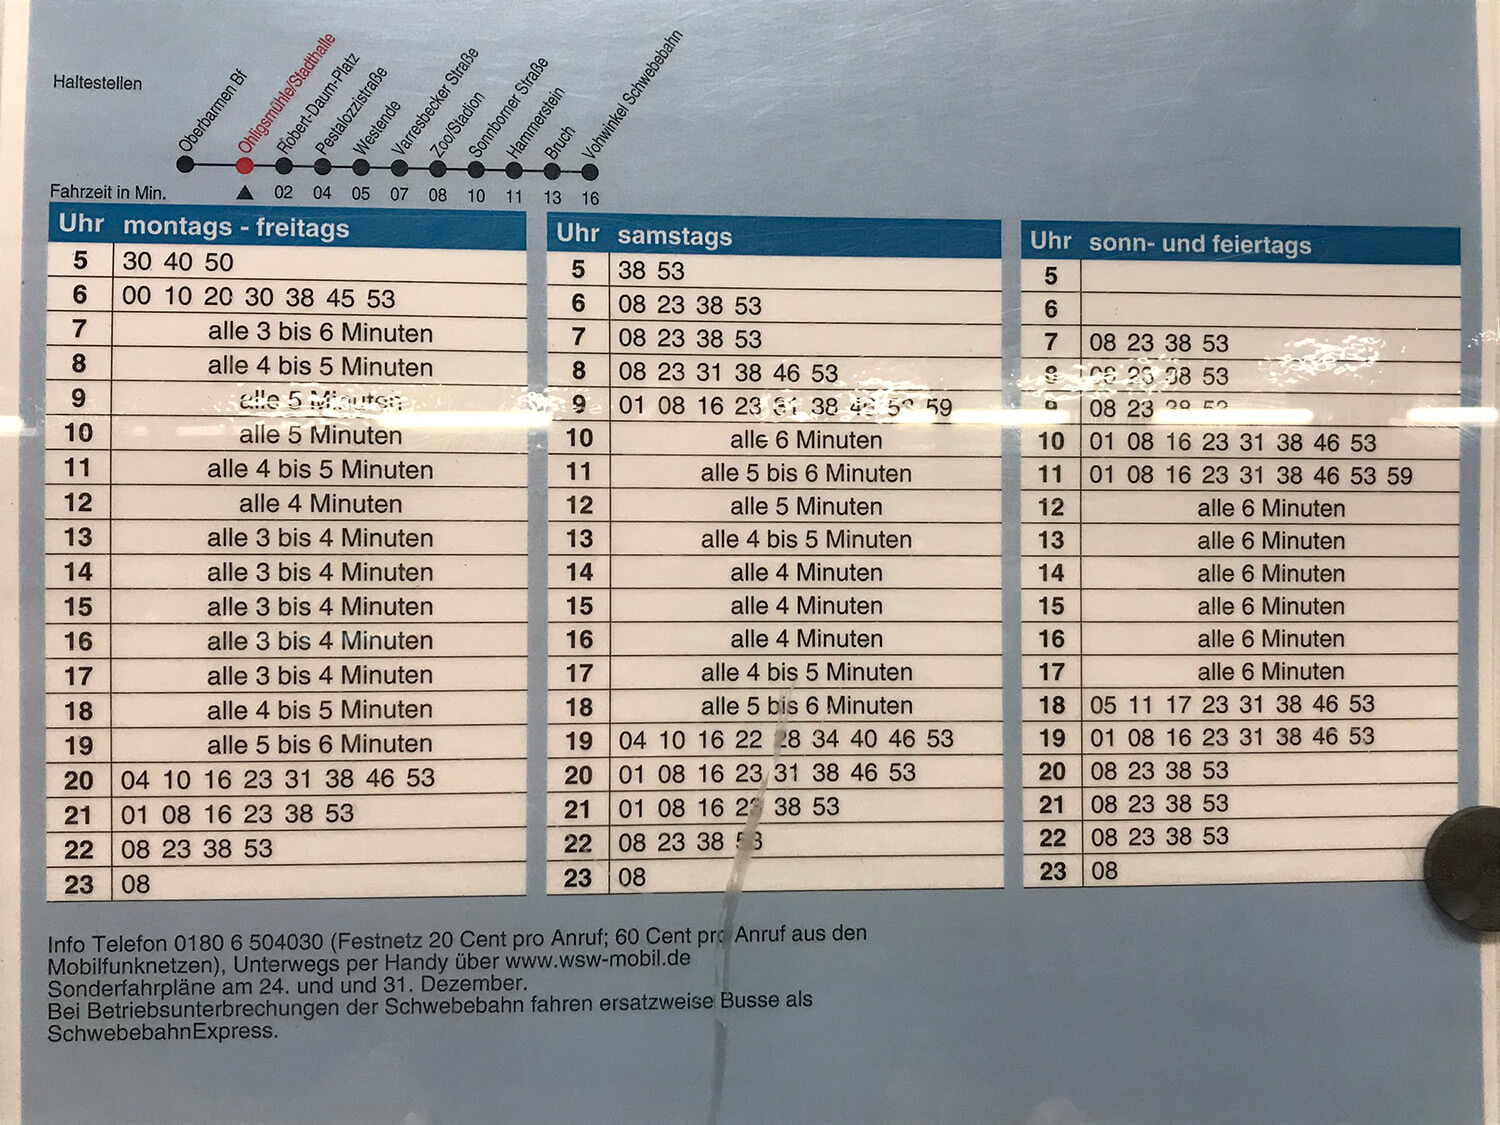 Haltestellen
Oberbarmen Bf
Ohligsmühle/Stadthalle
Robert-Daum-Platz
Pestalozzistraße
Westende
Varresbecker Straße
Zoo/Stadion
Sonnborner Straße
Hammerstein
Bruch
Vohwinkel Schwebebahn
Fahrzeit in Min. 02 04 05 07 08 10 11 13 16
Uhr montags - freitags
5 30 40 50
6 00 10 20 30 38 45 53
7 alle 3 bis 6 Minuten
8 alle 4 bis 5 Minuten
9 alle 5 Minuten
10 alle 5 Minuten
11 alle 4 bis 5 Minuten
12 alle 4 Minuten
13 alle 3 bis 4 Minuten
14 alle 3 bis 4 Minuten
15 alle 3 bis 4 Minuten
16 alle 3 bis 4 Minuten
17 alle 3 bis 4 Minuten
18 alle 4 bis 5 Minuten
19 alle 5 bis 6 Minuten
20 04 10 16 23 31 38 46 53
21 01 08 16 23 38 53
22 08 23 38 53
23 08
Uhr samstags
5 38 53
6 08 23 38 53
7 08 23 38 53
8 08 23 31 38 46 53
9 01 08 16 23 31 38 59
10 alle 6 Minuten
11 alle 5 bis 6 Minuten
12 alle 5 Minuten
13 alle 4 bis 5 Minuten
14 alle 4 Minuten
15 alle 4 Minuten
16 alle 4 Minuten
17 alle 4 bis 5 Minuten
18 alle 5 bis 6 Minuten
19 04 10 16 22 28 34 40 46 53
20 01 08 16 23 31 38 46 53
21 01 08 16 23 38 53
22 08 23 38 53
23 08
Uhr sonn- und feiertags
5
6
7 08 23 38 53
8 08 23 38 53
9 08 23 38 53
10 01 08 16 23 31 38 46 53
11 01 08 16 23 31 38 46 53 59
12 alle 6 Minuten
13 alle 6 Minuten
14 alle 6 Minuten
15 alle 6 Minuten
16 alle 6 Minuten
17 alle 6 Minuten
18 05 11 17 23 31 38 46 53
19 01 08 16 23 31 38 46 53
20 08 23 38 53
21 08 23 38 53
22 08 23 38 53
23 08
Info Telefon 0180 6 504030 (Festnetz 20 Cent pro Anruf; 60 Cent pro Anruf aus den
Mobilfunknetzen), Unterwegs per Handy über www.wsw-mobil.de
Sonderfahrpläne am 24. und und 31. Dezember.
Bei Betriebsunterbrechungen der Schwebebahn fahren ersatzweise Busse als
SchwebebahnExpress.